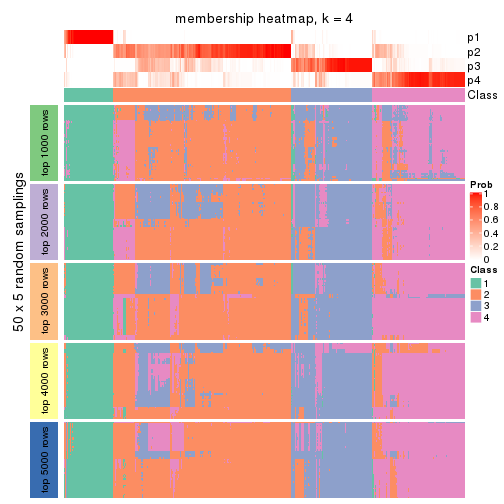 membership heatmap, k = 4
p1
p2
p3
p4
Class
50 x 5 random samplings
top 1000 rows
top 2000 rows
top 3000 rows
top 4000 rows
top 5000 rows
Prob
1
0.8
0.6
0.4
0.2
0
Class
1
2
3
4